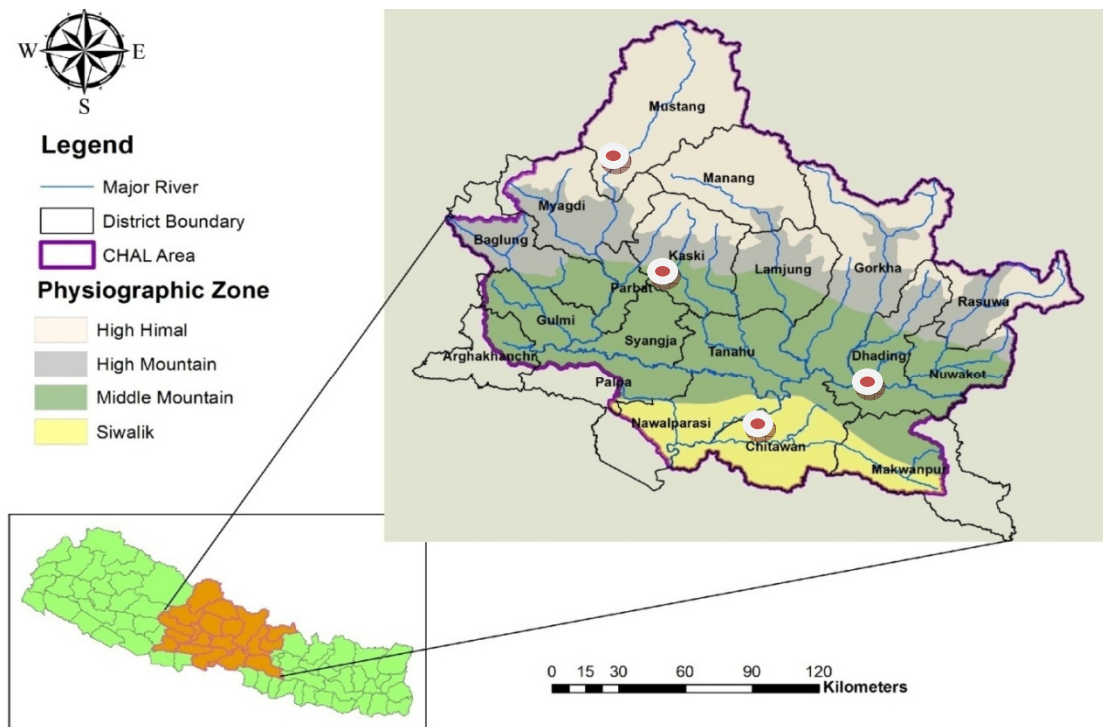 W E
S
Legend
Major River
District Boundary
CHAL Area
Physiographic Zone
High Himal
High Mountain
Middle Mountain
Siwalik
Mustang
Manang
Myagdi
Baglung
Kaski
Lamjung
Gorkha
Rasuwa
Parbat
Gulmi
Syangja
Tanahu
Dhading
Nuwakot
Arghakhanchi
Palpa
Nawalparasi
Chitawan
Makwanpur
0 15 30 60 90 120
Kilometers